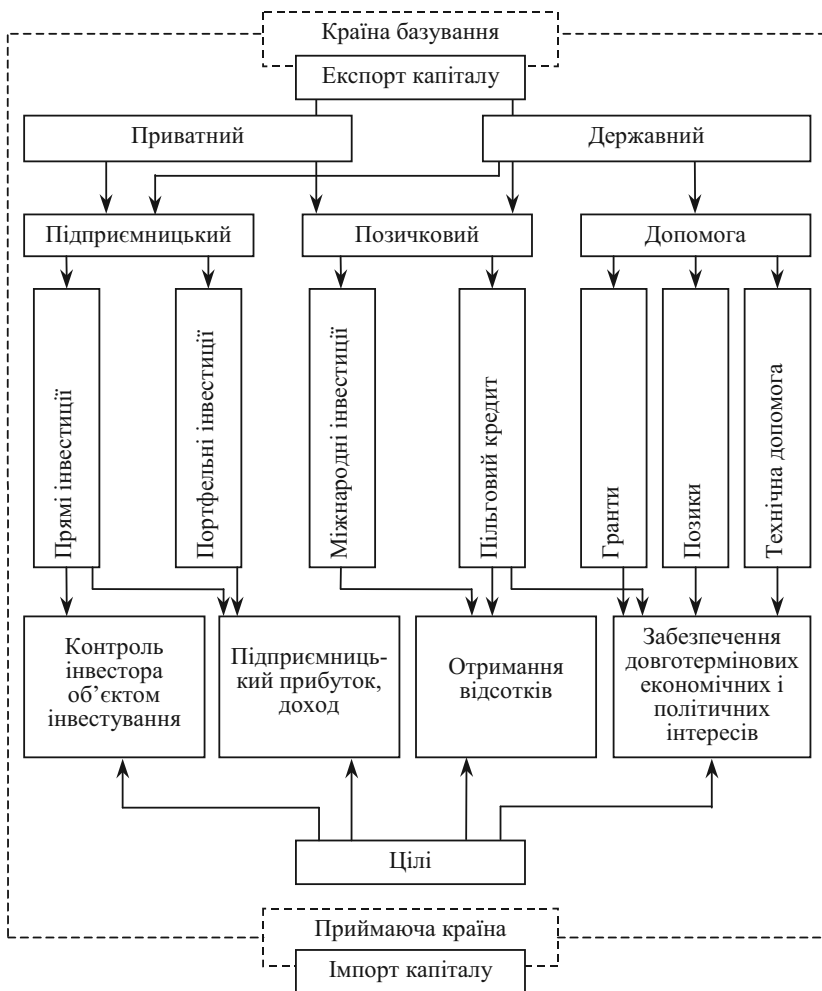 Країна базування
Експорт капіталу
Приватний
Державний
Підприємницький
Позичковий
Допомога
Прямі інвестиції
Портфельні інвестиції
Міжнародні інвестиції
Пільговий кредит
Гранти
Позики
Технічна допомога
Контроль
інвестора
об’єктом
інвестування
Підприємниць-
кий прибуток,
доход
Отримання
відсотків
Забезпечення
довготермінових
економічних і
політичних
інтересів
Цілі
Приймаюча країна
Імпорт капіталу